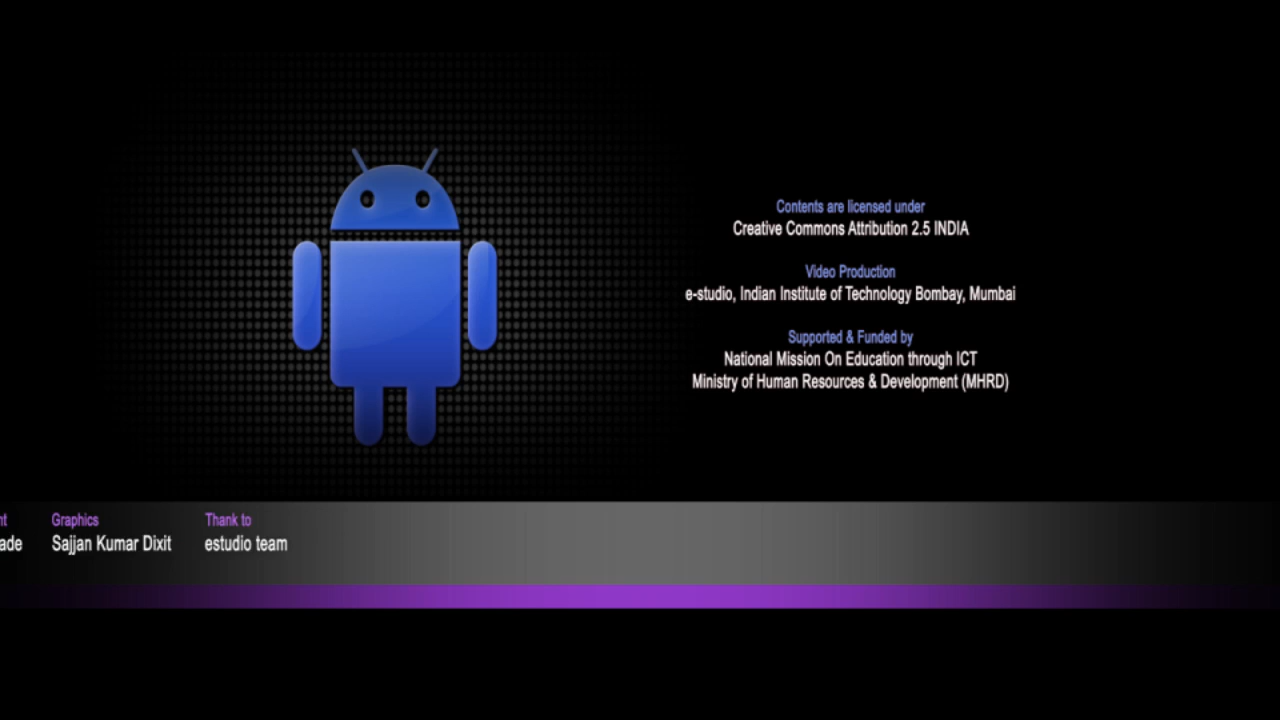 Contents are licensed under
Creative Commons Attribution 2.5 INDIA
Video Production
e-studio, Indian Institute of Technology Bombay, Mumbai
Supported & Funded by
National Mission On Education through ICT
Ministry of Human Resources & Development (MHRD)
Graphics
Sajjan Kumar Dixit
Thank to
estudio team